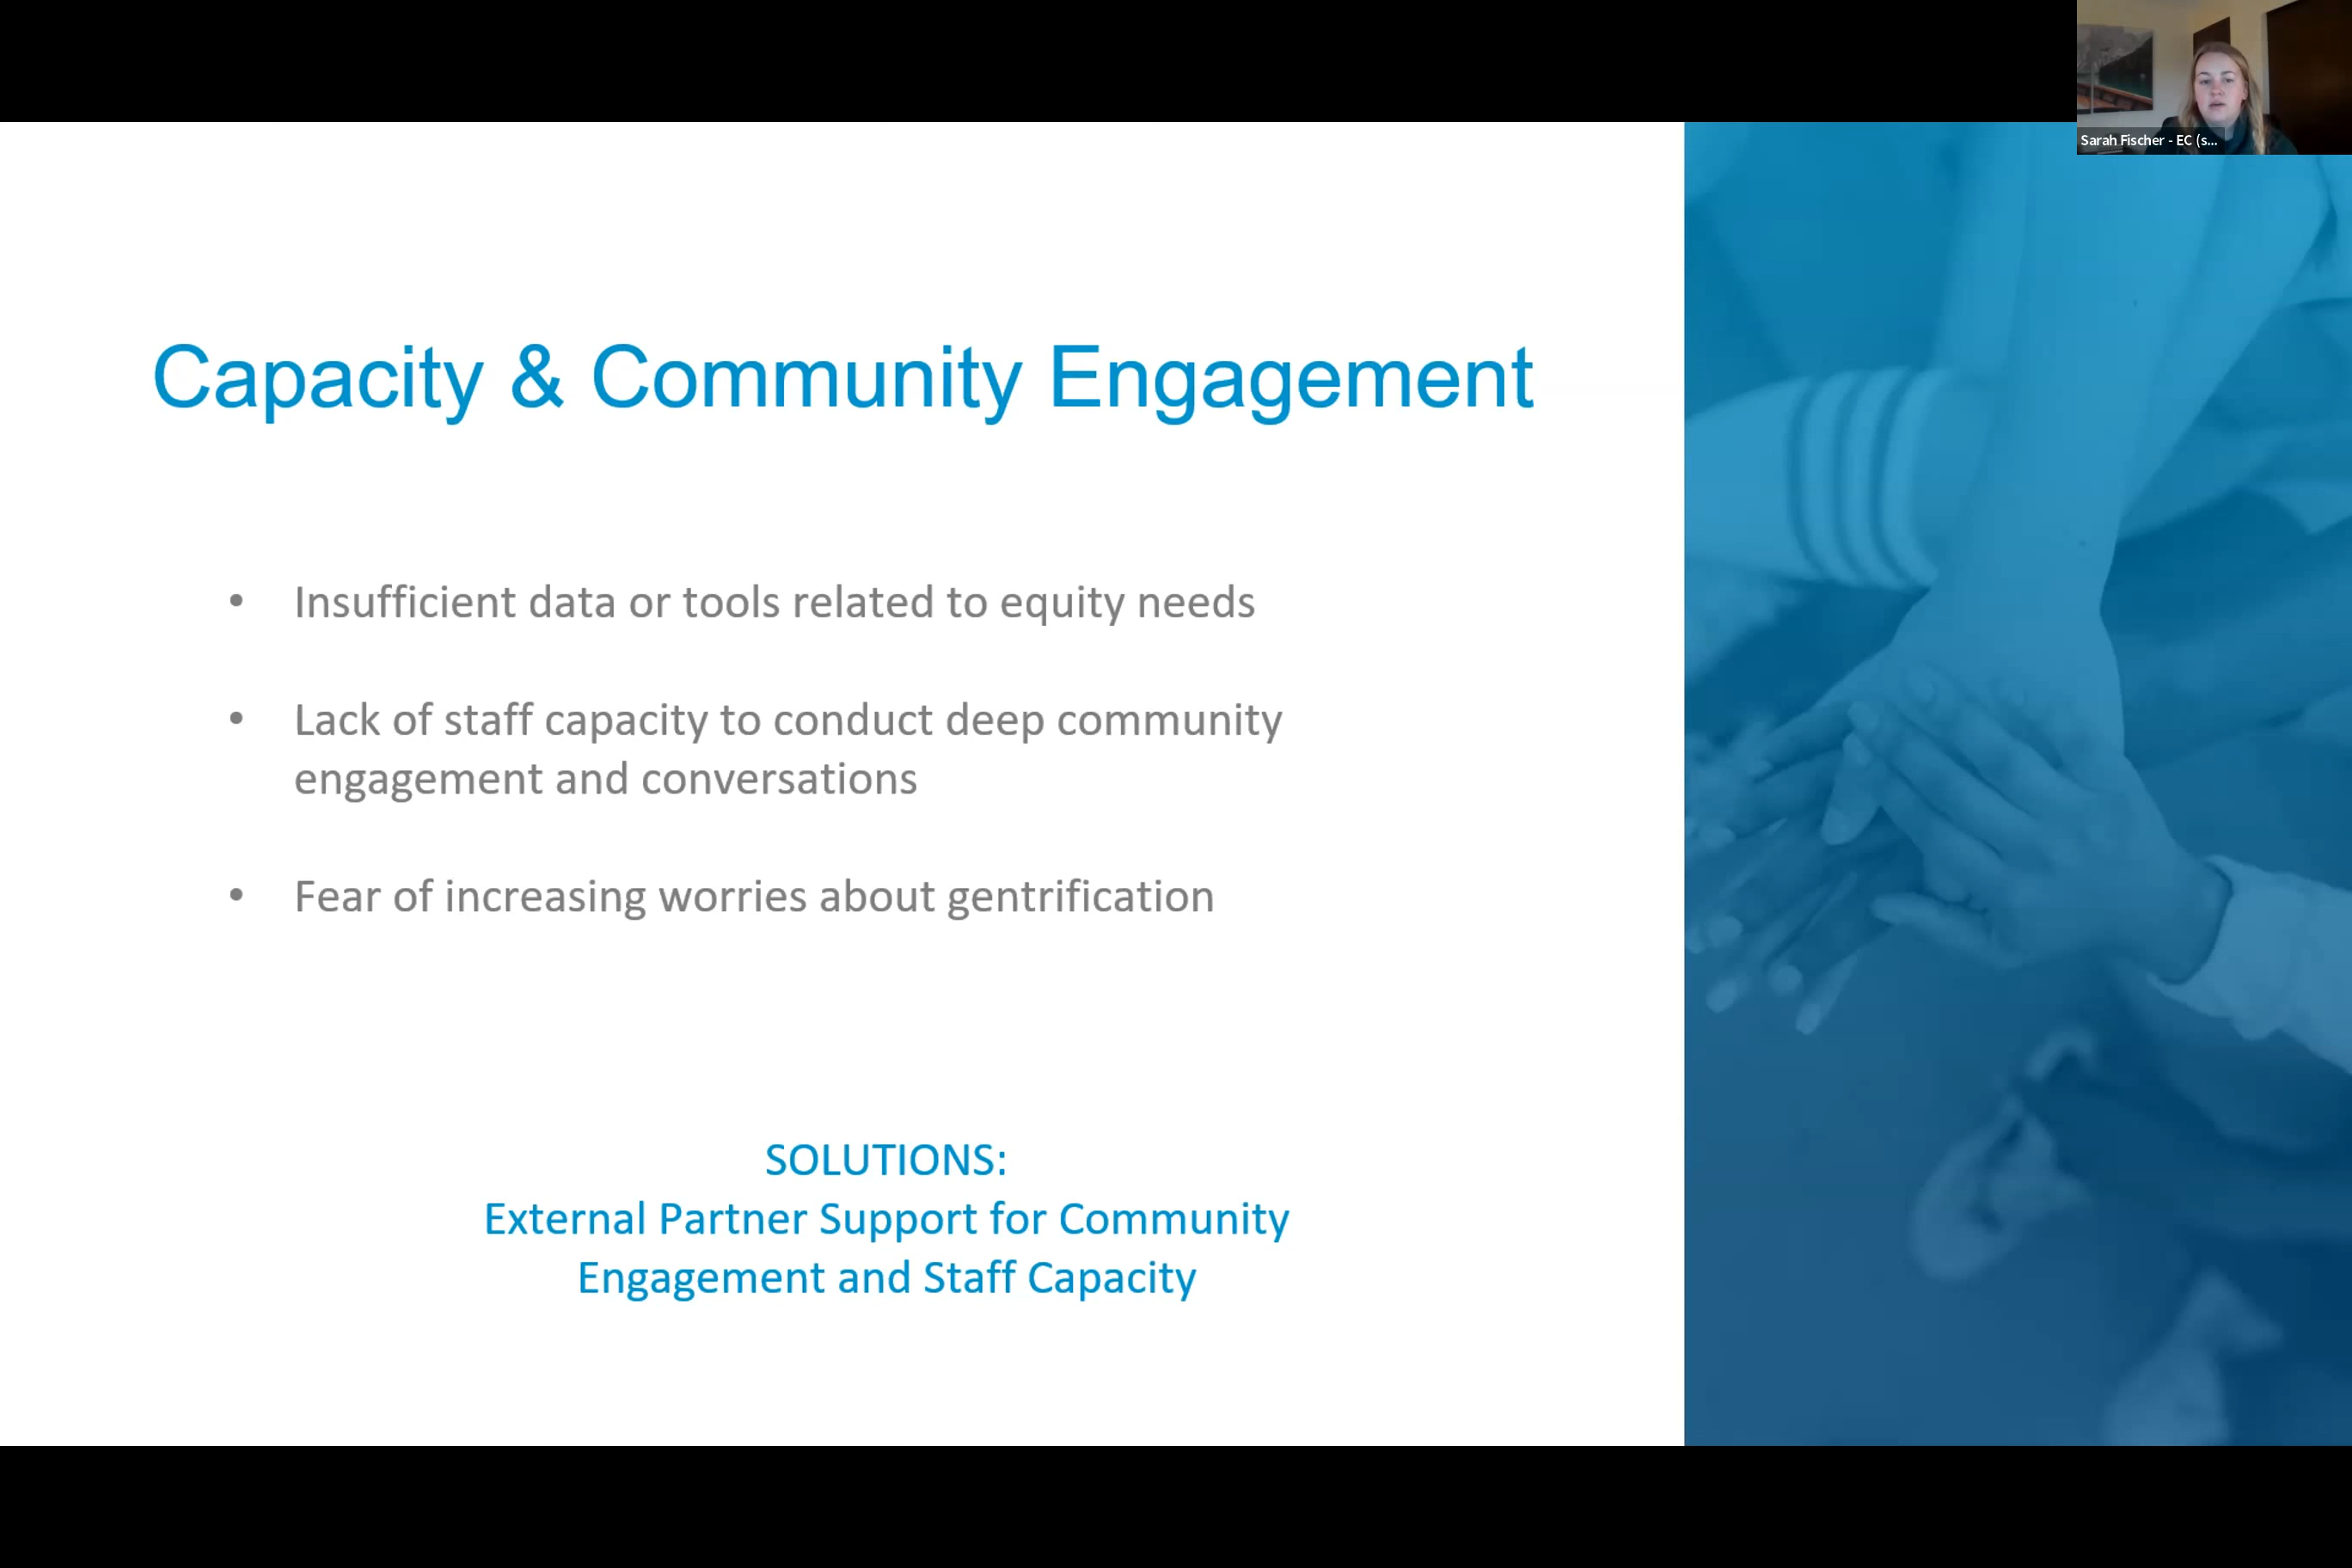 Sarah Fischer - EC (s...
Capacity & Community Engagement
• Insufficient data or tools related to equity needs
• Lack of staff capacity to conduct deep community
engagement and conversations
• Fear of increasing worries about gentrification
SOLUTIONS:
External Partner Support for Community
Engagement and Staff Capacity